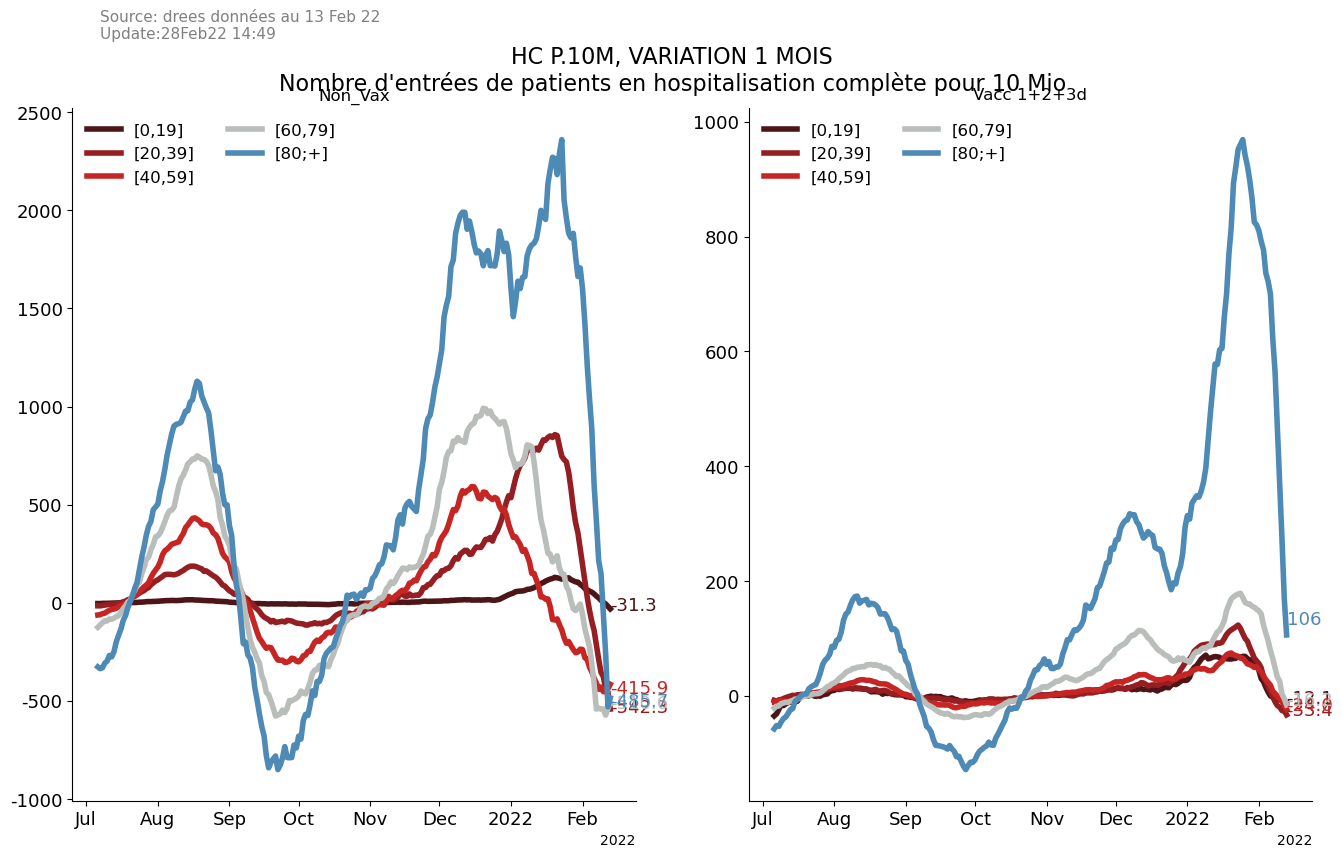 Source: drees données au 13 Feb 22
Update:28Feb22 14:49
HC P.10M, VARIATION 1 MOIS
Nombre d'entrées de patients en hospitalisation complète pour 10 Mio
Non_Vax
[0,19]
[20,39]
[40,59]
[60,79]
[80;+]
2500
2000
1500
1000
500
0
-500
-1000
-31.3
-415.9
-542.3
Jul
Aug
Sep
Oct
Nov
Dec
2022
Feb
2022
Vacc 1+2+3d
[0,19]
[20,39]
[40,59]
[60,79]
[80;+]
1000
800
600
400
200
0
106
-12.1
Jul
Aug
Sep
Oct
Nov
Dec
2022
Feb
2022